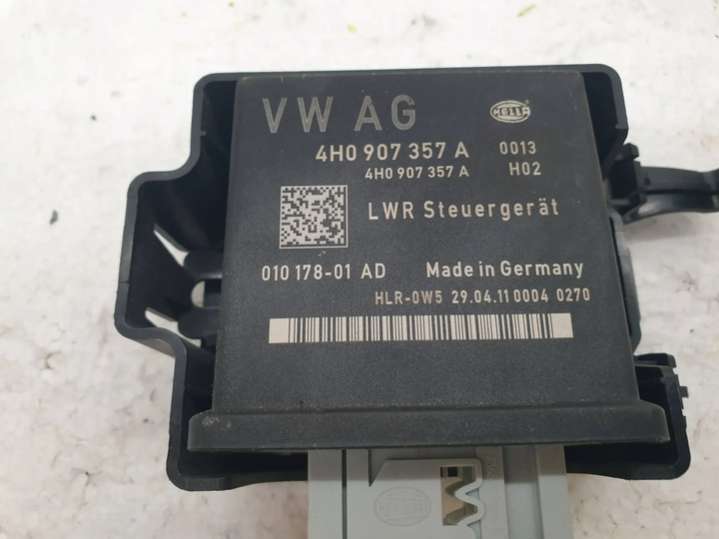 VW AG HELLA
4H0 907 357 A 0013
4H0 907 357 A H02
LWR Steuergerät
010 178-01 AD Made in Germany
HLR-0W5 29.04.11 0004 0270
HELLA